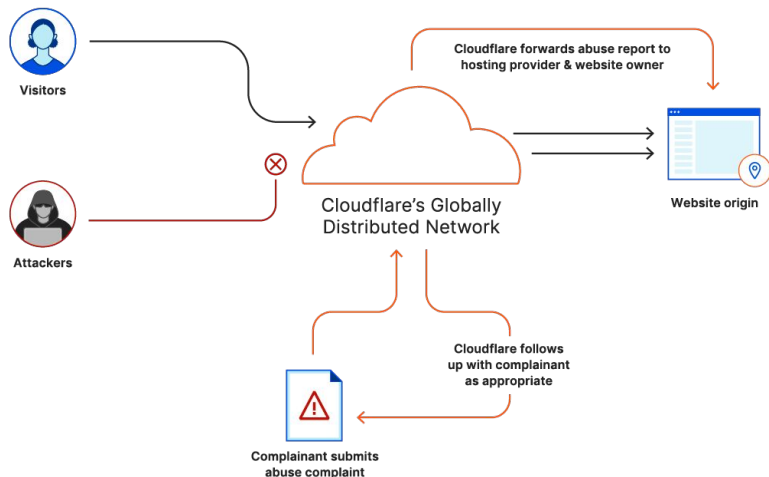 Cloudflare forwards abuse report to
hosting provider & website owner
Visitors
Website origin
Cloudflare’s Globally
Distributed Network
Attackers
Cloudflare follows
up with complainant
as appropriate
Complainant submits
abuse complaint